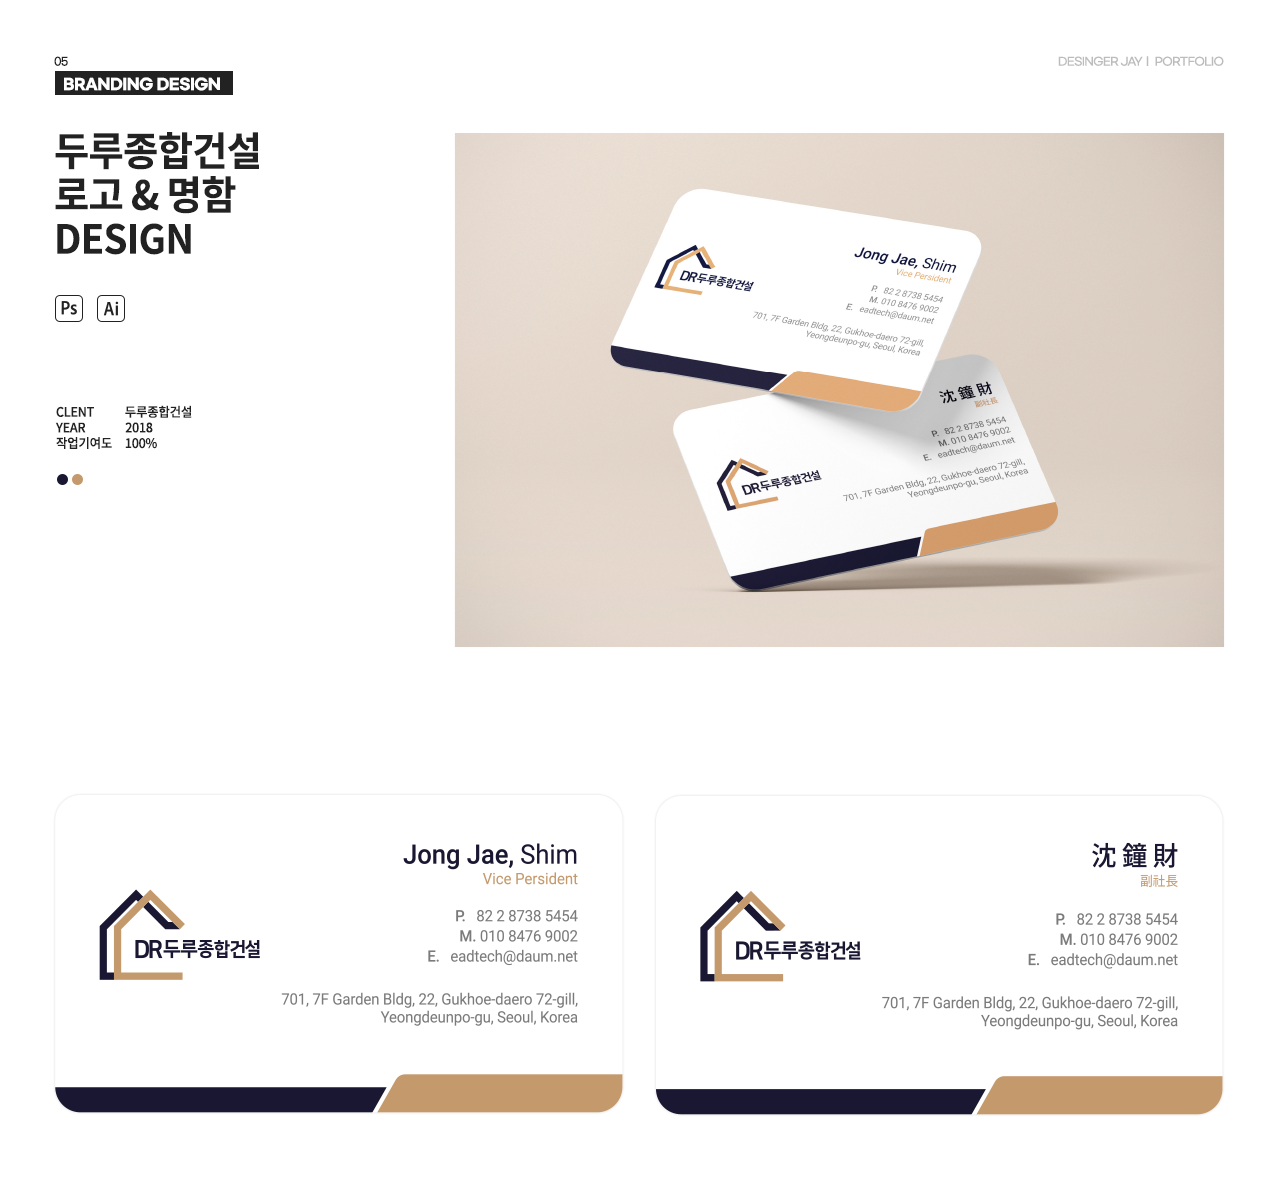 05
BRANDING DESIGN
DESINGER JAY | PORTFOLIO
두루종합건설
로고 & 명함
DESIGN
Ps Ai
CLENT 두루종합건설
YEAR 2018
작업기여도 100%
Jong Jae, Shim
Vice Persident
DR두루종합건설
P. 82 2 8738 5454
M. 010 8476 9002
E. eadtech@daum.net
701, 7F Garden Bldg, 22, Gukhoe-daero 72-gill,
Yeongdeunpo-gu, Seoul, Korea
沈 鐘 財
副社長
P. 82 2 8738 5454
M. 010 8476 9002
E. eadtech@daum.net
DR두루종합건설
701, 7F Garden Bldg, 22, Gukhoe-daero 72-gill,
Yeongdeunpo-gu, Seoul, Korea
Jong Jae, Shim
Vice Persident
P. 82 2 8738 5454
M. 010 8476 9002
DR두루종합건설
E. eadtech@daum.net
701, 7F Garden Bldg, 22, Gukhoe-daero 72-gill,
Yeongdeunpo-gu, Seoul, Korea
沈 鐘 財
副社長
P. 82 2 8738 5454
M. 010 8476 9002
DR두루종합건설
E. eadtech@daum.net
701, 7F Garden Bldg, 22, Gukhoe-daero 72-gill,
Yeongdeunpo-gu, Seoul, Korea